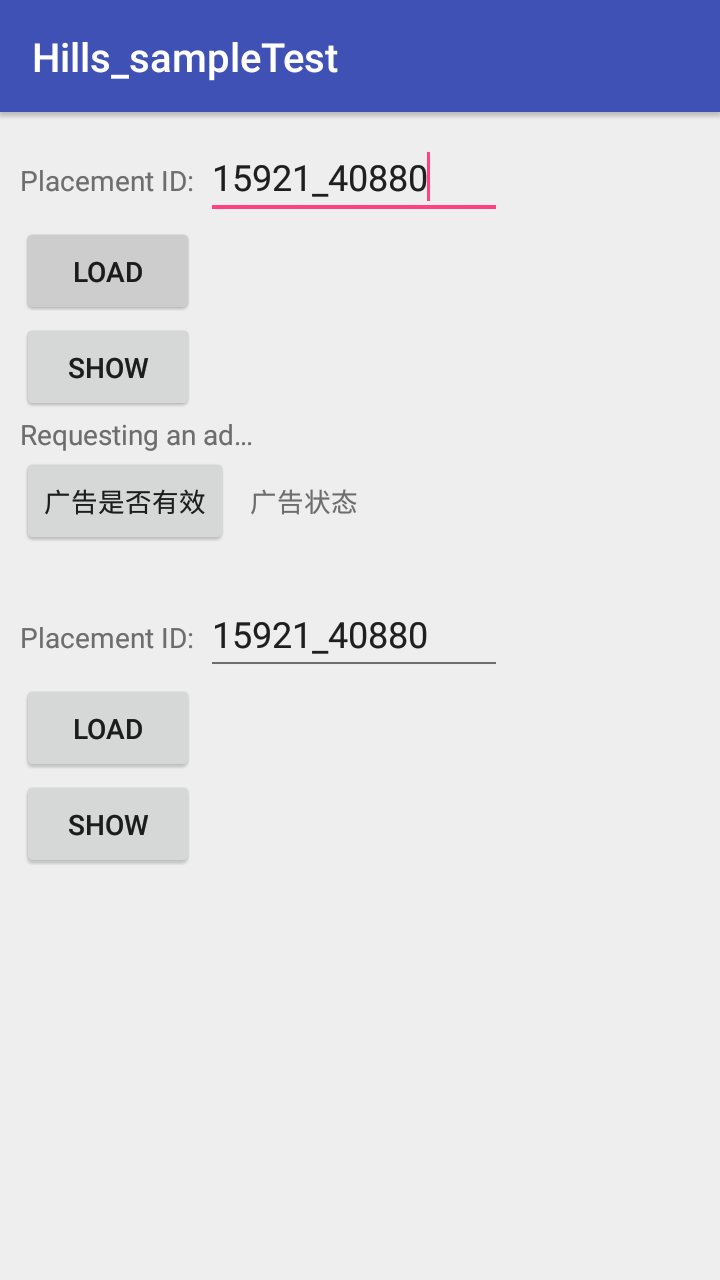 Hills_sampleTest
Placement ID: 15921_40880
LOAD
SHOW
Requesting an ad...
广告是否有效 广告状态
Placement ID: 15921_40880
LOAD
SHOW